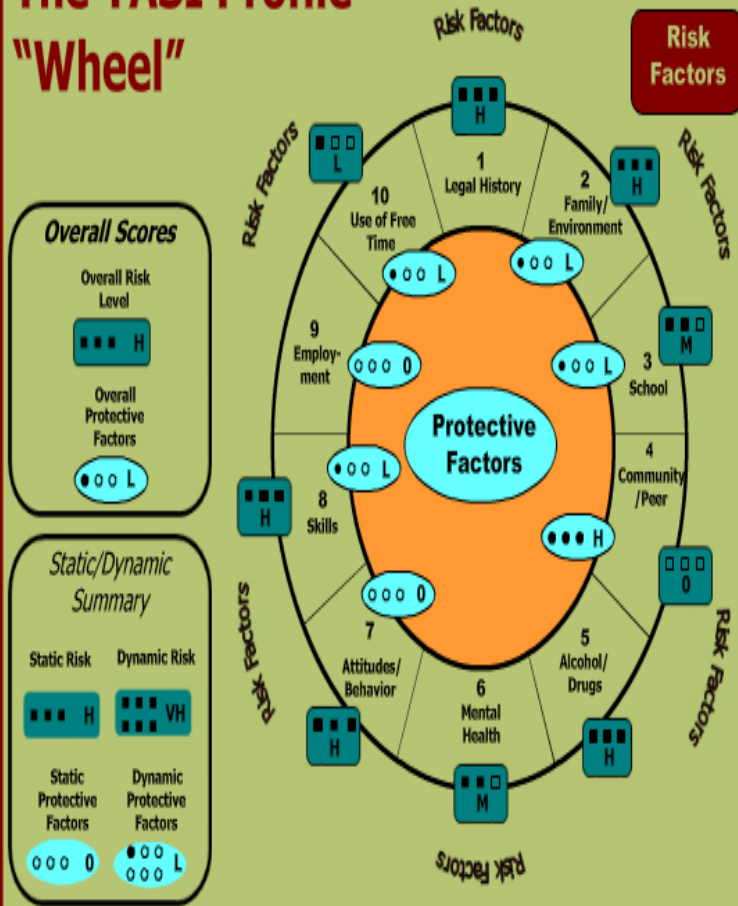 The YASI Profile
“Wheel”
Risk
Factors
Risk Factors
Risk Factors
Risk Factors
Risk Factors
Risk Factors
Risk Factors
H
1
Legal History
H
2
Family/
Environment
L
M
3
School
L
4
Community
/Peer
0
H
5
Alcohol/
Drugs
H
6
Mental
Health
M
7
Attitudes/
Behavior
0
H
8
Skills
L
H
9
Employ-
ment
0
10
Use of Free
Time
L
L
Protective
Factors
Overall Scores
Overall Risk
Level
H
Overall
Protective
Factors
L
Static/Dynamic
Summary
Static Risk
H
Dynamic Risk
VH
Static
Protective
Factors
0
Dynamic
Protective
Factors
L